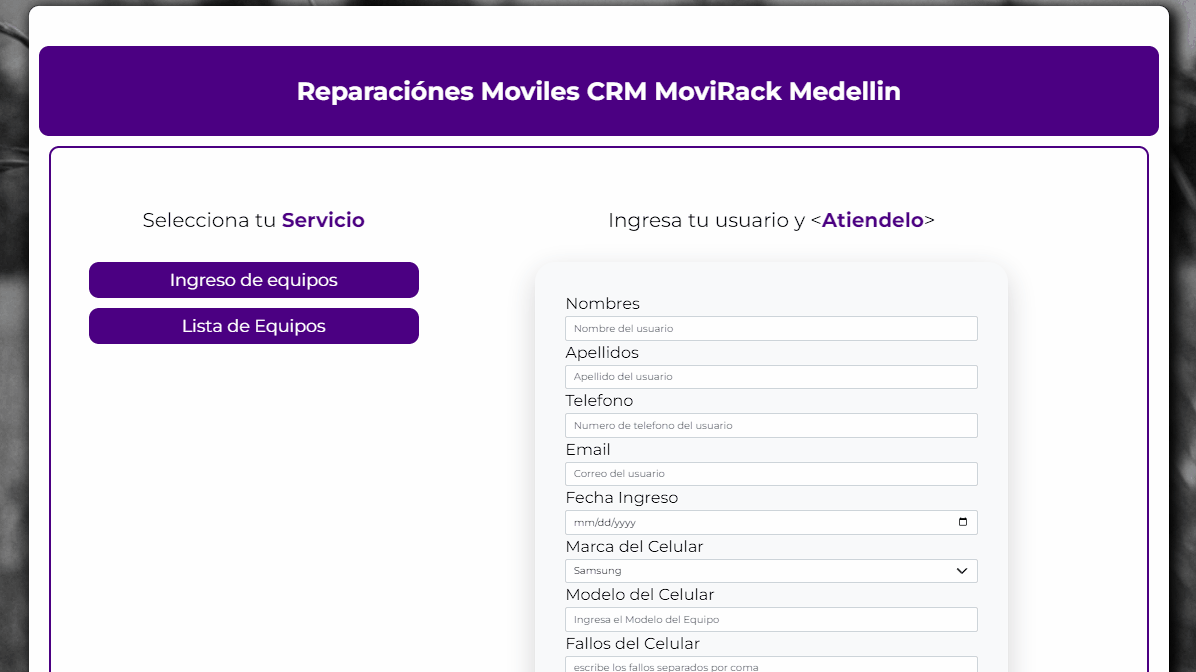 Reparaciónes Moviles CRM MoviRack Medellin
Selecciona tu Servicio
Ingreso de equipos
Lista de Equipos
Ingresa tu usuario y <Atiendelo>
Nombres
Nombre del usuario
Apellidos
Apellido del usuario
Telefono
Numero de telefono del usuario
Email
Correo del usuario
Fecha Ingreso
mm/dd/yyyy
Marca del Celular
Samsung
Modelo del Celular
Ingresa el Modelo del Equipo
Fallos del Celular
escribe los fallos separados por coma